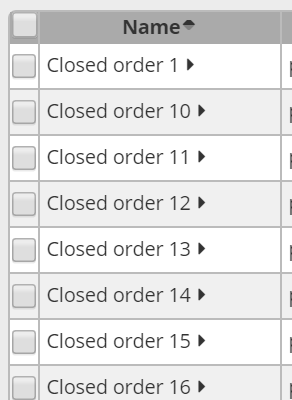 Name
Closed order 1
Closed order 10
Closed order 11
Closed order 12
Closed order 13
Closed order 14
Closed order 15
Closed order 16